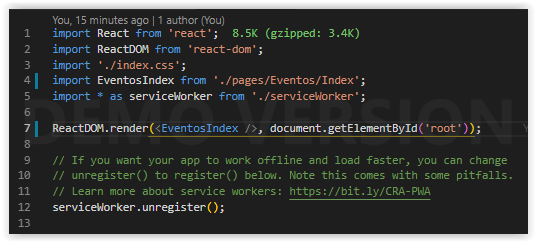 You, 15 minutes ago | 1 author (You)
1 import React from 'react'; 8.5K (gzipped: 3.4K)
2 import ReactDOM from 'react-dom';
3 import './index.css';
4 import EventosIndex from './pages/Eventos/Index';
5 import * as serviceWorker from './serviceWorker';
6
DEMO VERSION
7 ReactDOM.render(<EventosIndex />, document.getElementById('root'));
8
9 // If you want your app to work offline and load faster, you can change
10 // unregister() to register() below. Note this comes with some pitfalls.
11 // Learn more about service workers: https://bit.ly/CRA-PWA
12 serviceWorker.unregister();
13